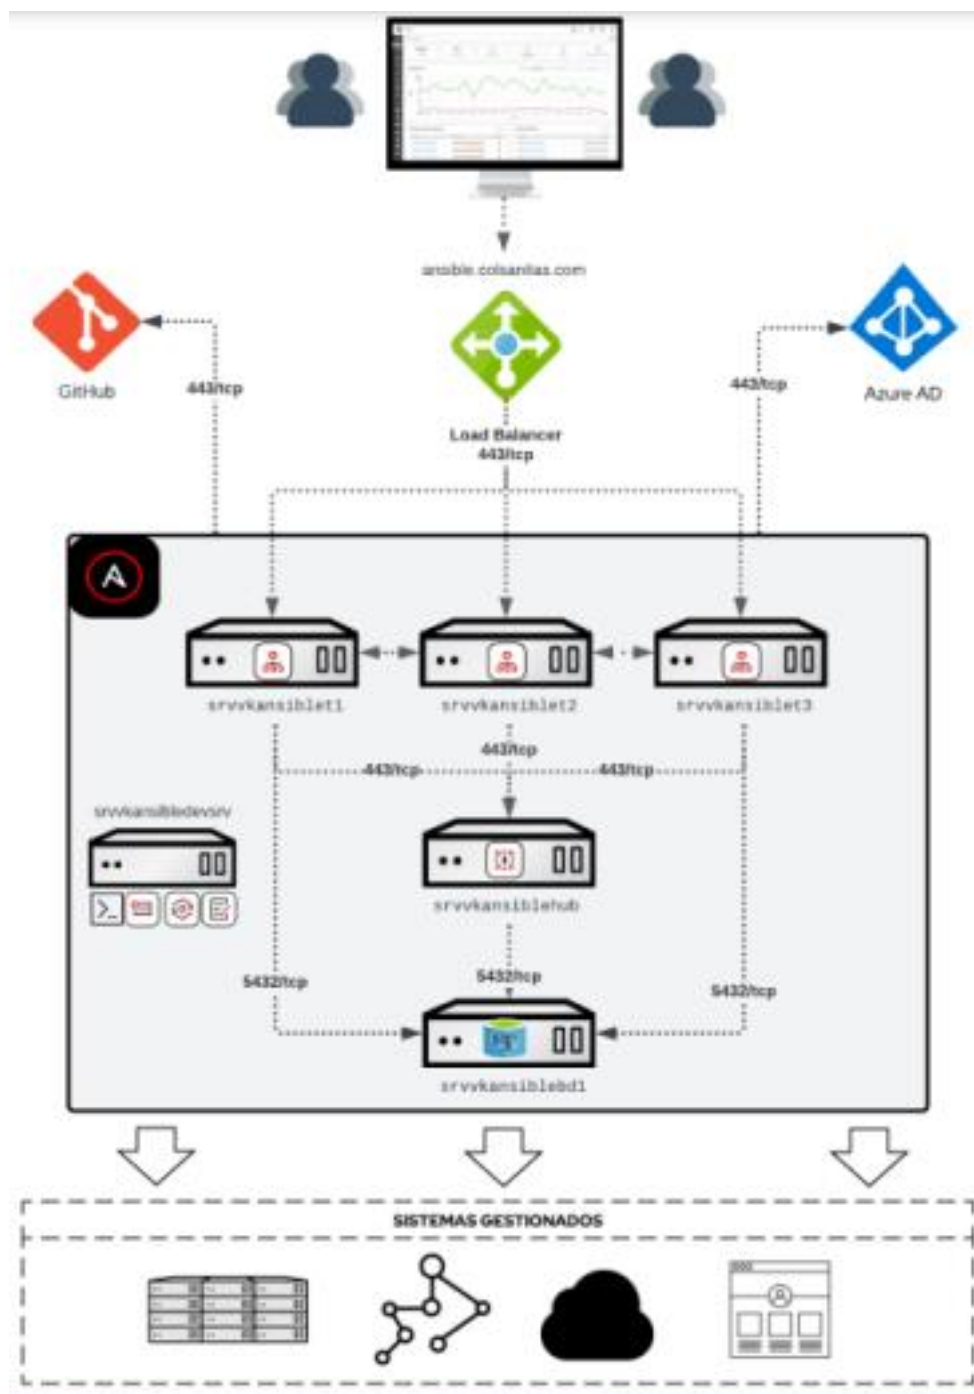 ansible.colsanitas.com
GitHub
443/tcp
443/tcp
Azure AD
Load Balancer
443/tcp
srvvkansiblet1
srvvkansiblet2
srvvkansiblet3
443/tcp
443/tcp
443/tcp
srvvkansibledevsrv
srvvkansiblehub
5432/tcp
5432/tcp
5432/tcp
srvvkansiblebd1
SISTEMAS GESTIONADOS